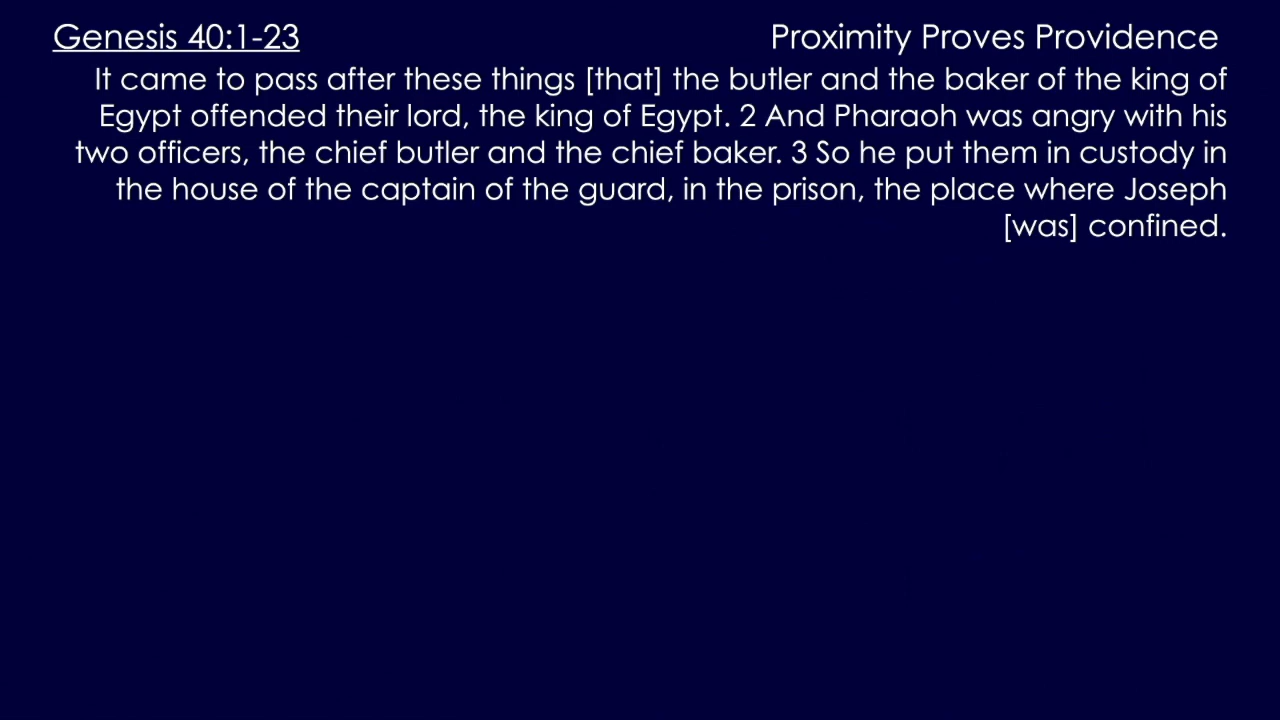 Genesis 40:1-23 Proximity Proves Providence
It came to pass after these things [that] the butler and the baker of the king of
Egypt offended their lord, the king of Egypt. 2 And Pharaoh was angry with his
two officers, the chief butler and the chief baker. 3 So he put them in custody in
the house of the captain of the guard, in the prison, the place where Joseph
[was] confined.